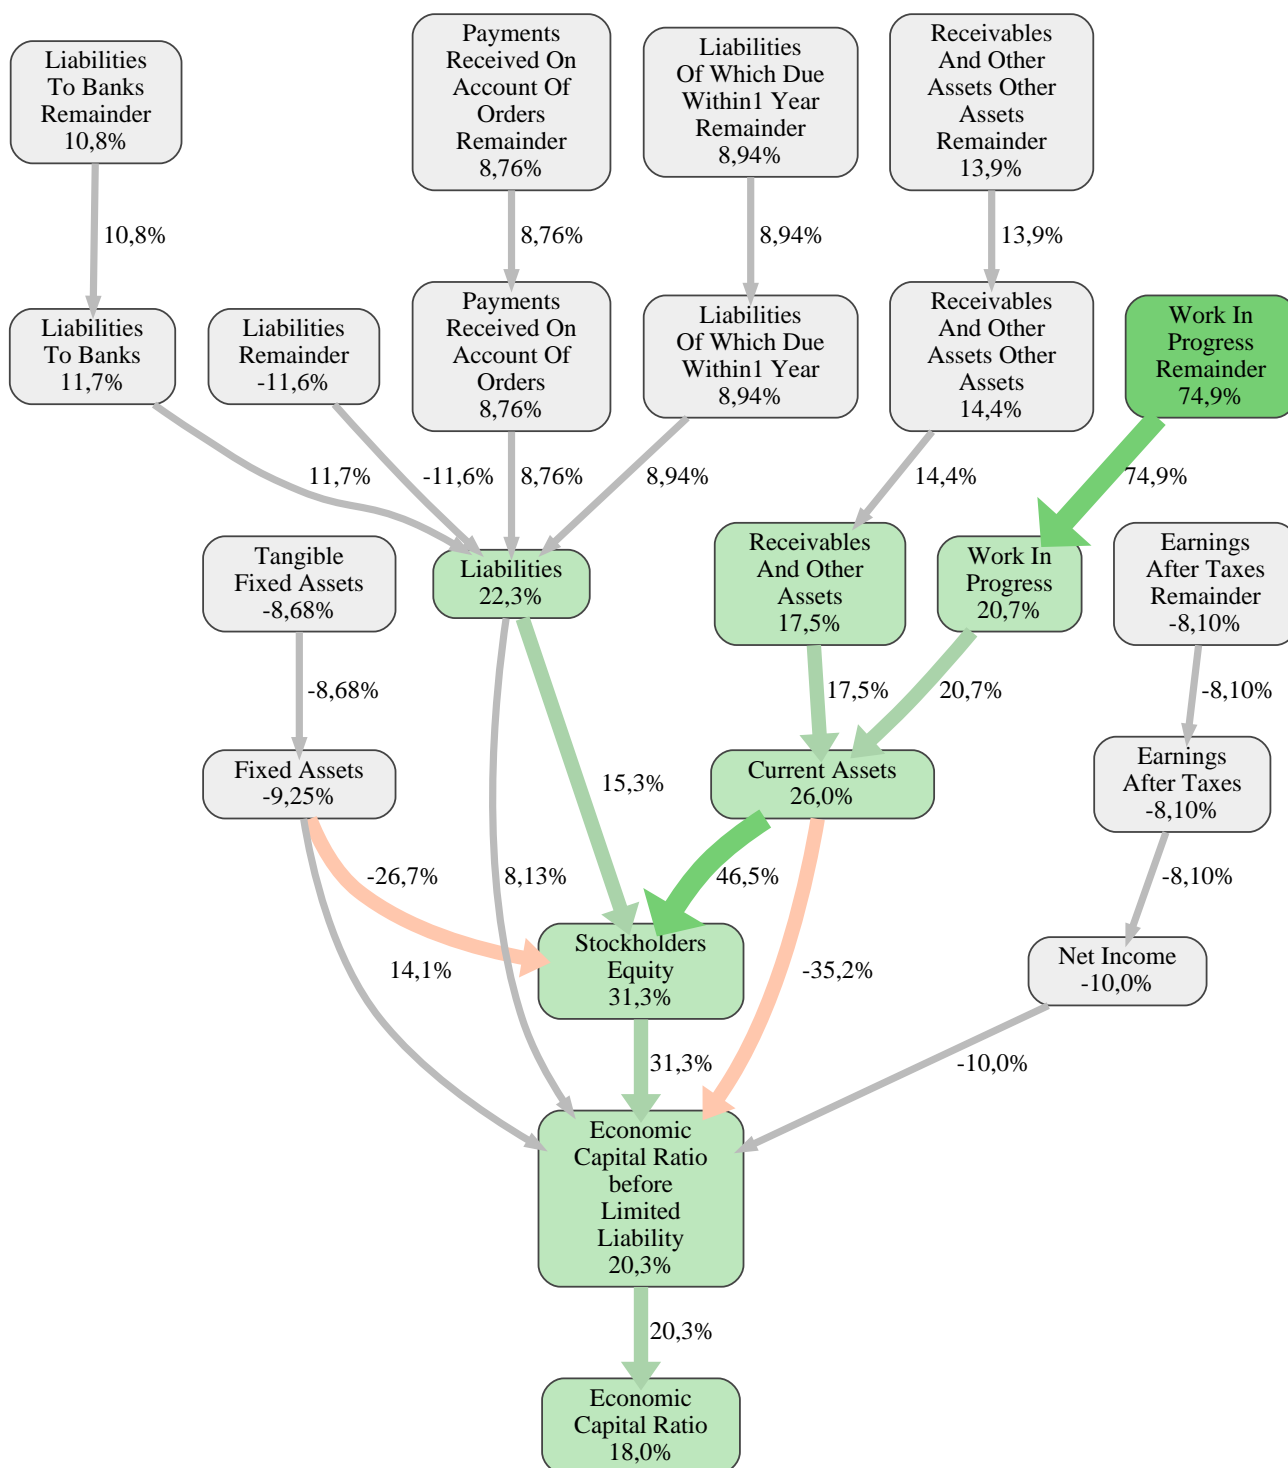 Liabilities
To Banks
Remainder
10,8%
Payments
Received On
Account Of
Orders
Remainder
8,76%
Liabilities
Of Which Due
Within1 Year
Remainder
8,94%
Receivables
And Other
Assets Other
Assets
Remainder
13,9%
10,8%
8,76%
8,94%
13,9%
Liabilities
To Banks
11,7%
Liabilities
Remainder
-11,6%
Payments
Received On
Account Of
Orders
8,76%
Liabilities
Of Which Due
Within1 Year
8,94%
Receivables
And Other
Assets Other
Assets
14,4%
Work In
Progress
Remainder
74,9%
11,7%
-11,6%
8,76%
8,94%
14,4%
74,9%
Tangible
Fixed Assets
-8,68%
Liabilities
22,3%
Receivables
And Other
Assets
17,5%
Work In
Progress
20,7%
Earnings
After Taxes
Remainder
-8,10%
-8,68%
17,5%
20,7%
-8,10%
Fixed Assets
-9,25%
15,3%
Current Assets
26,0%
Earnings
After Taxes
-8,10%
-26,7%
8,13%
46,5%
-8,10%
14,1%
Stockholders
Equity
31,3%
-35,2%
Net Income
-10,0%
31,3%
-10,0%
Economic
Capital Ratio
before
Limited
Liability
20,3%
20,3%
Economic
Capital Ratio
18,0%